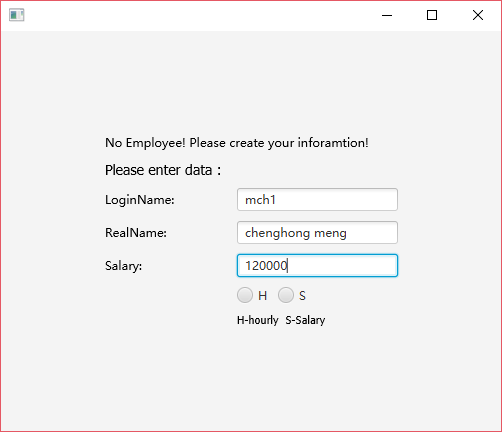 No Employee! Please create your inforamtion!
Please enter data :
LoginName: mch1
RealName: chenghong meng
Salary: 120000
H S
H-hourly S-Salary